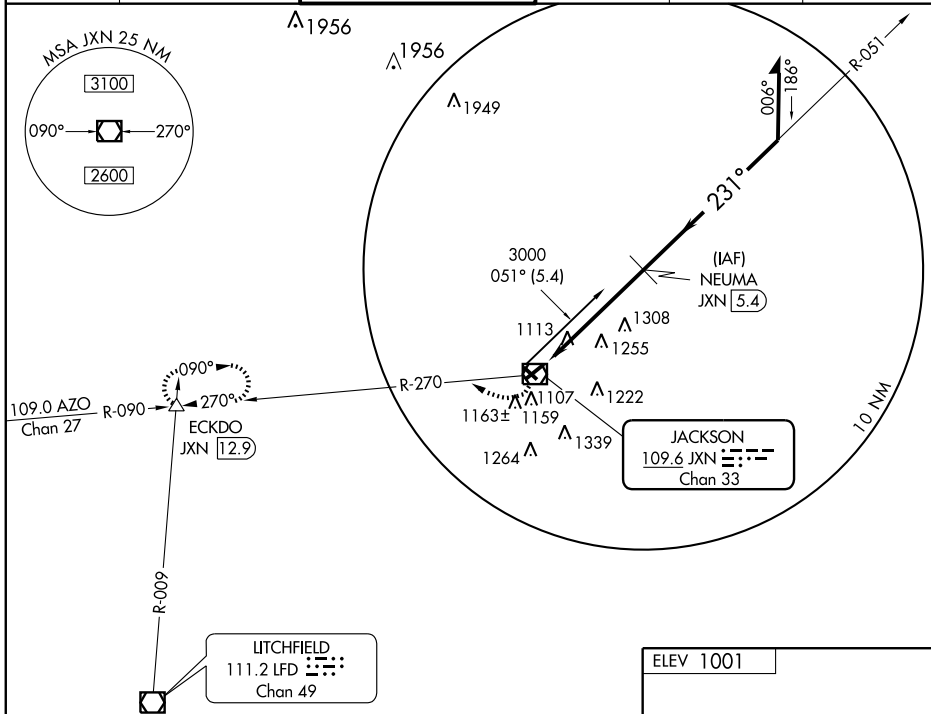 1956
1956
1949
MSA JXN 25 NM
3100
090°
270°
2600
R-051
006°
186°
231°
3000
051° (5.4)
(IAF)
NEUMA
JXN 5.4
1308
1113
1255
R-270
090°
270°
109.0 AZO
Chan 27
R-090
ECKDO
JXN 12.9
1107
1222
1163±
1159
1339
1264
10 NM
JACKSON
109.6 JXN
Chan 33
R-009
LITCHFIELD
111.2 LFD
Chan 49
ELEV 1001